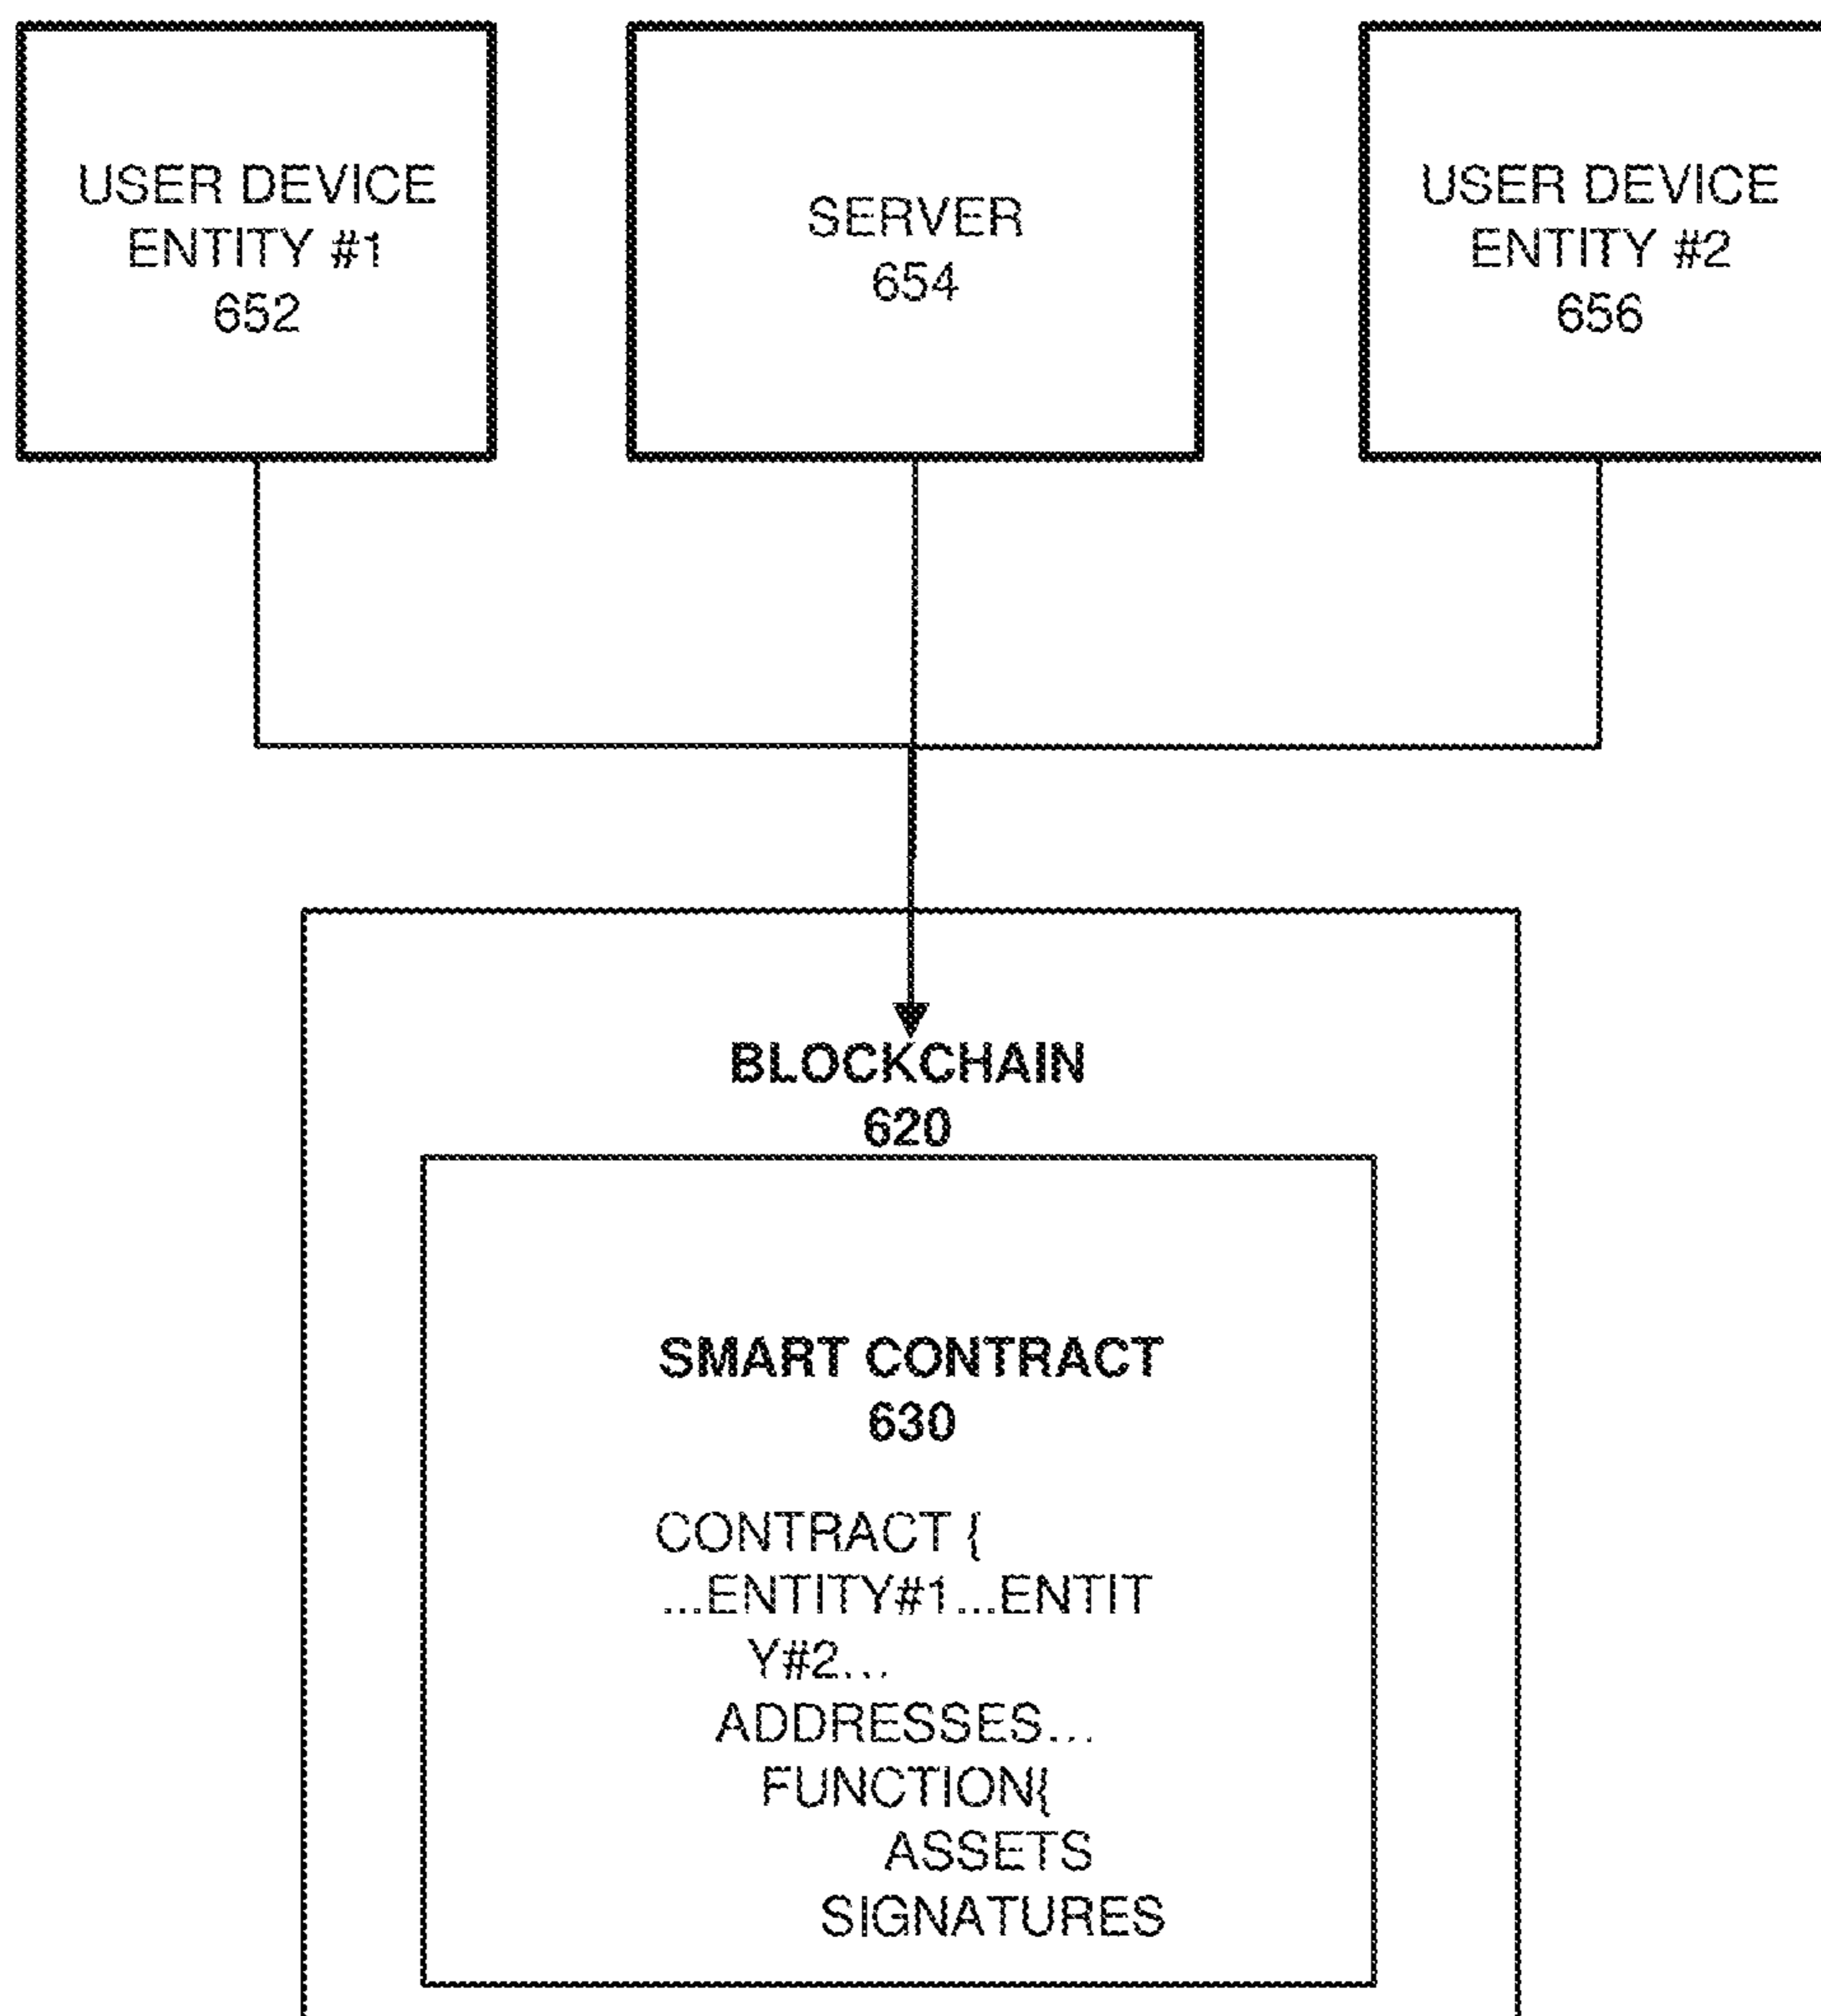 USER DEVICE
ENTITY #1
652
SERVER
654
USER DEVICE
ENTITY #2
656
BLOCKCHAIN
620
SMART CONTRACT
630
CONTRACT {
...ENTITY#1...ENTIT
Y#2...
ADDRESSES...
FUNCTION{
ASSETS
SIGNATURES